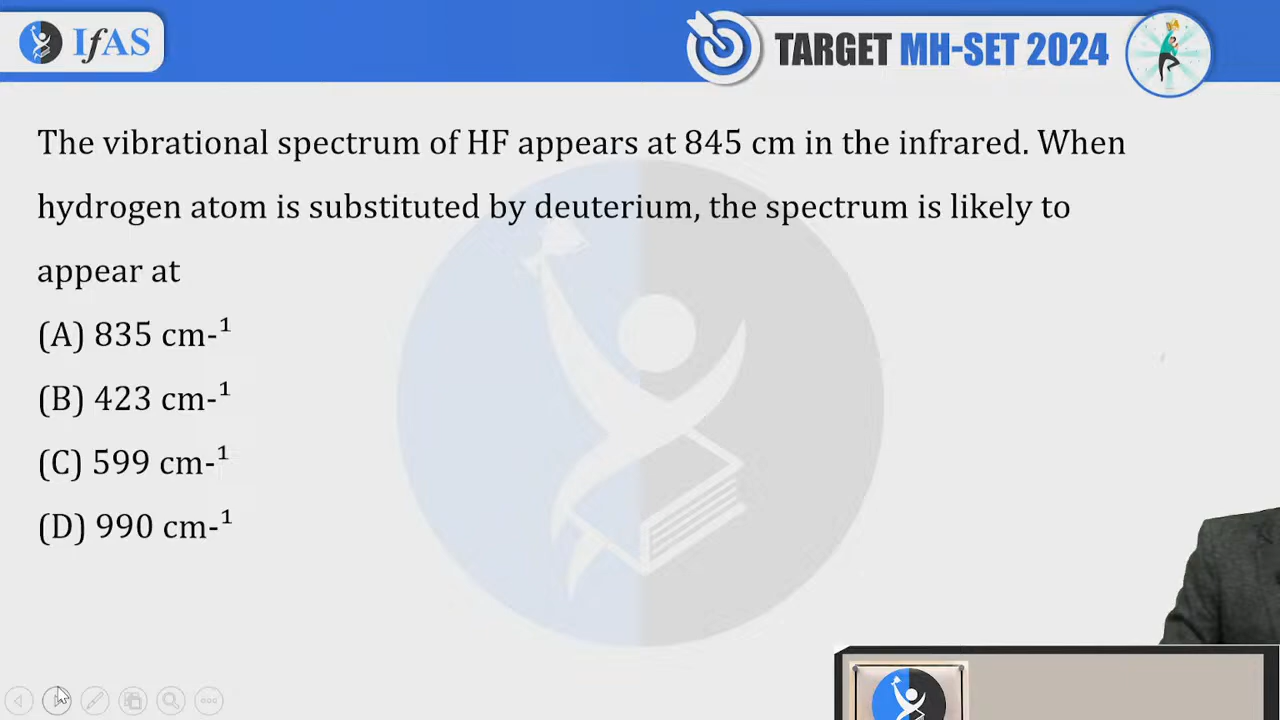 IfAS
TARGET MH-SET 2024
The vibrational spectrum of HF appears at 845 cm in the infrared. When
hydrogen atom is substituted by deuterium, the spectrum is likely to
appear at
(A) 835 cm-¹
(B) 423 cm-¹
(C) 599 cm-¹
(D) 990 cm-¹